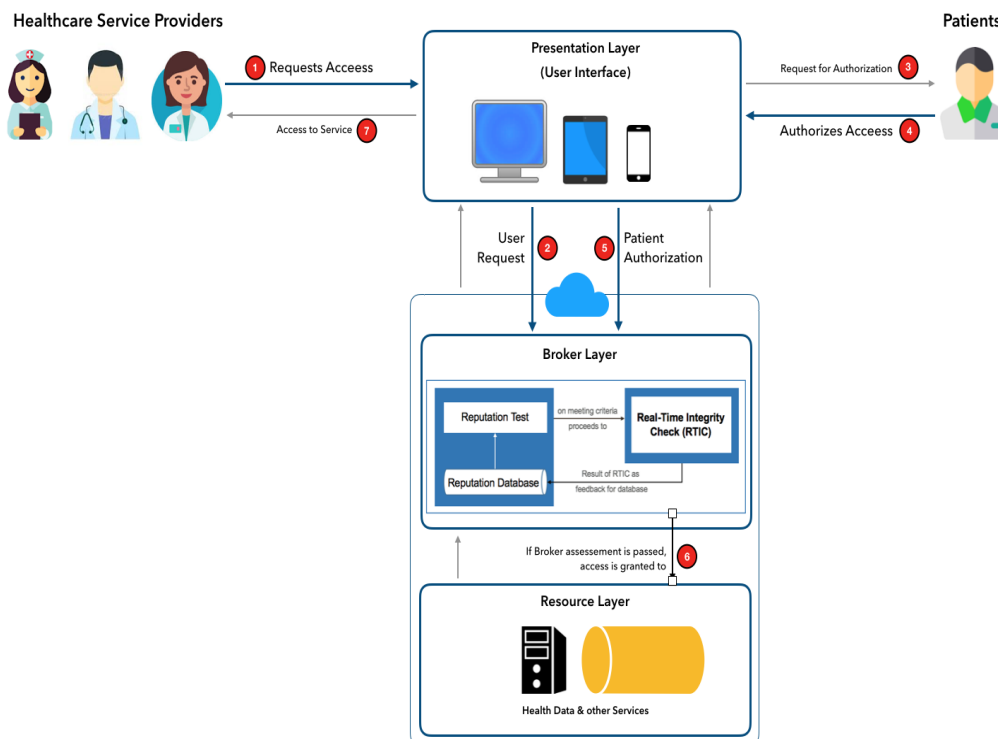 Healthcare Service Providers
Patients
Presentation Layer
(User Interface)
1 Requests Acceess
Request for Authorization 3
Access to Service 7
Authorizes Acceess 4
User
Request
2
5
Patient
Authorization
Broker Layer
Reputation Test
on meeting criteria
proceeds to
Real-Time Integrity
Check (RTIC)
Reputation Database
Result of RTIC as
feedback for database
If Broker assessement is passed,
access is granted to
6
Resource Layer
Health Data & other Services